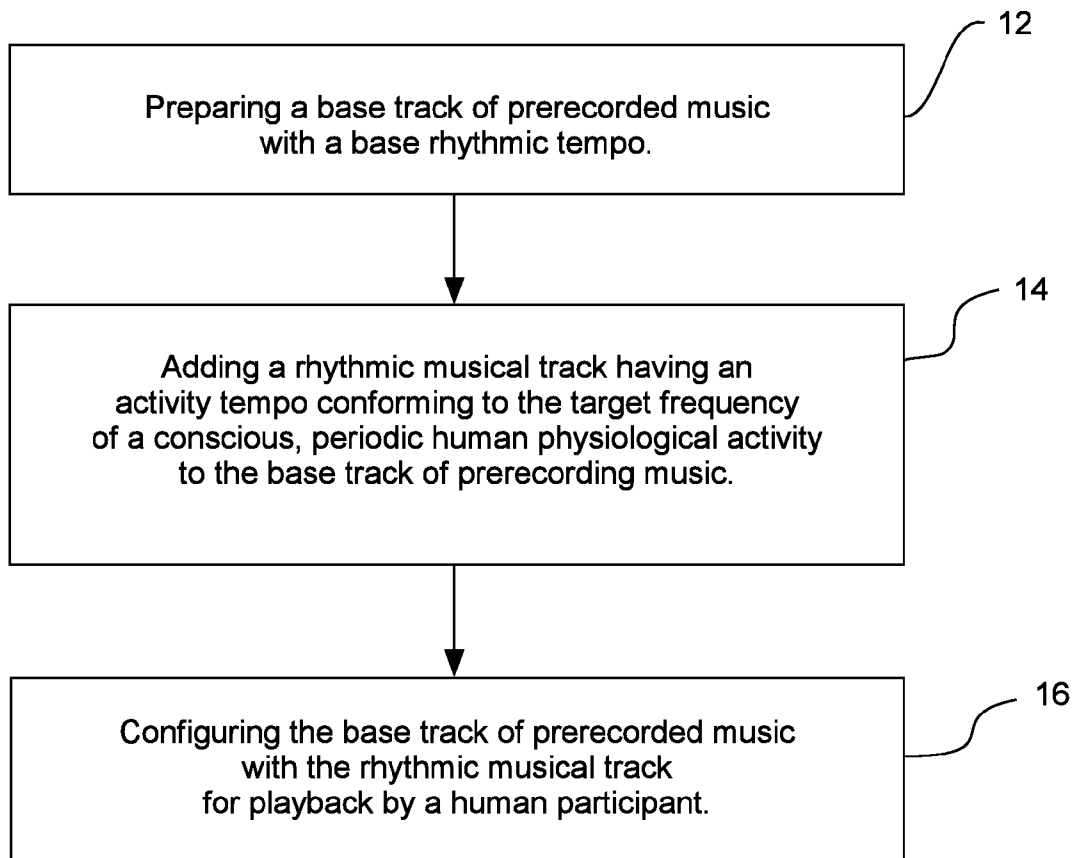 12
Preparing a base track of prerecorded music
with a base rhythmic tempo.
14
Adding a rhythmic musical track having an
activity tempo conforming to the target frequency
of a conscious, periodic human physiological activity
to the base track of prerecording music.
16
Configuring the base track of prerecorded music
with the rhythmic musical track
for playback by a human participant.